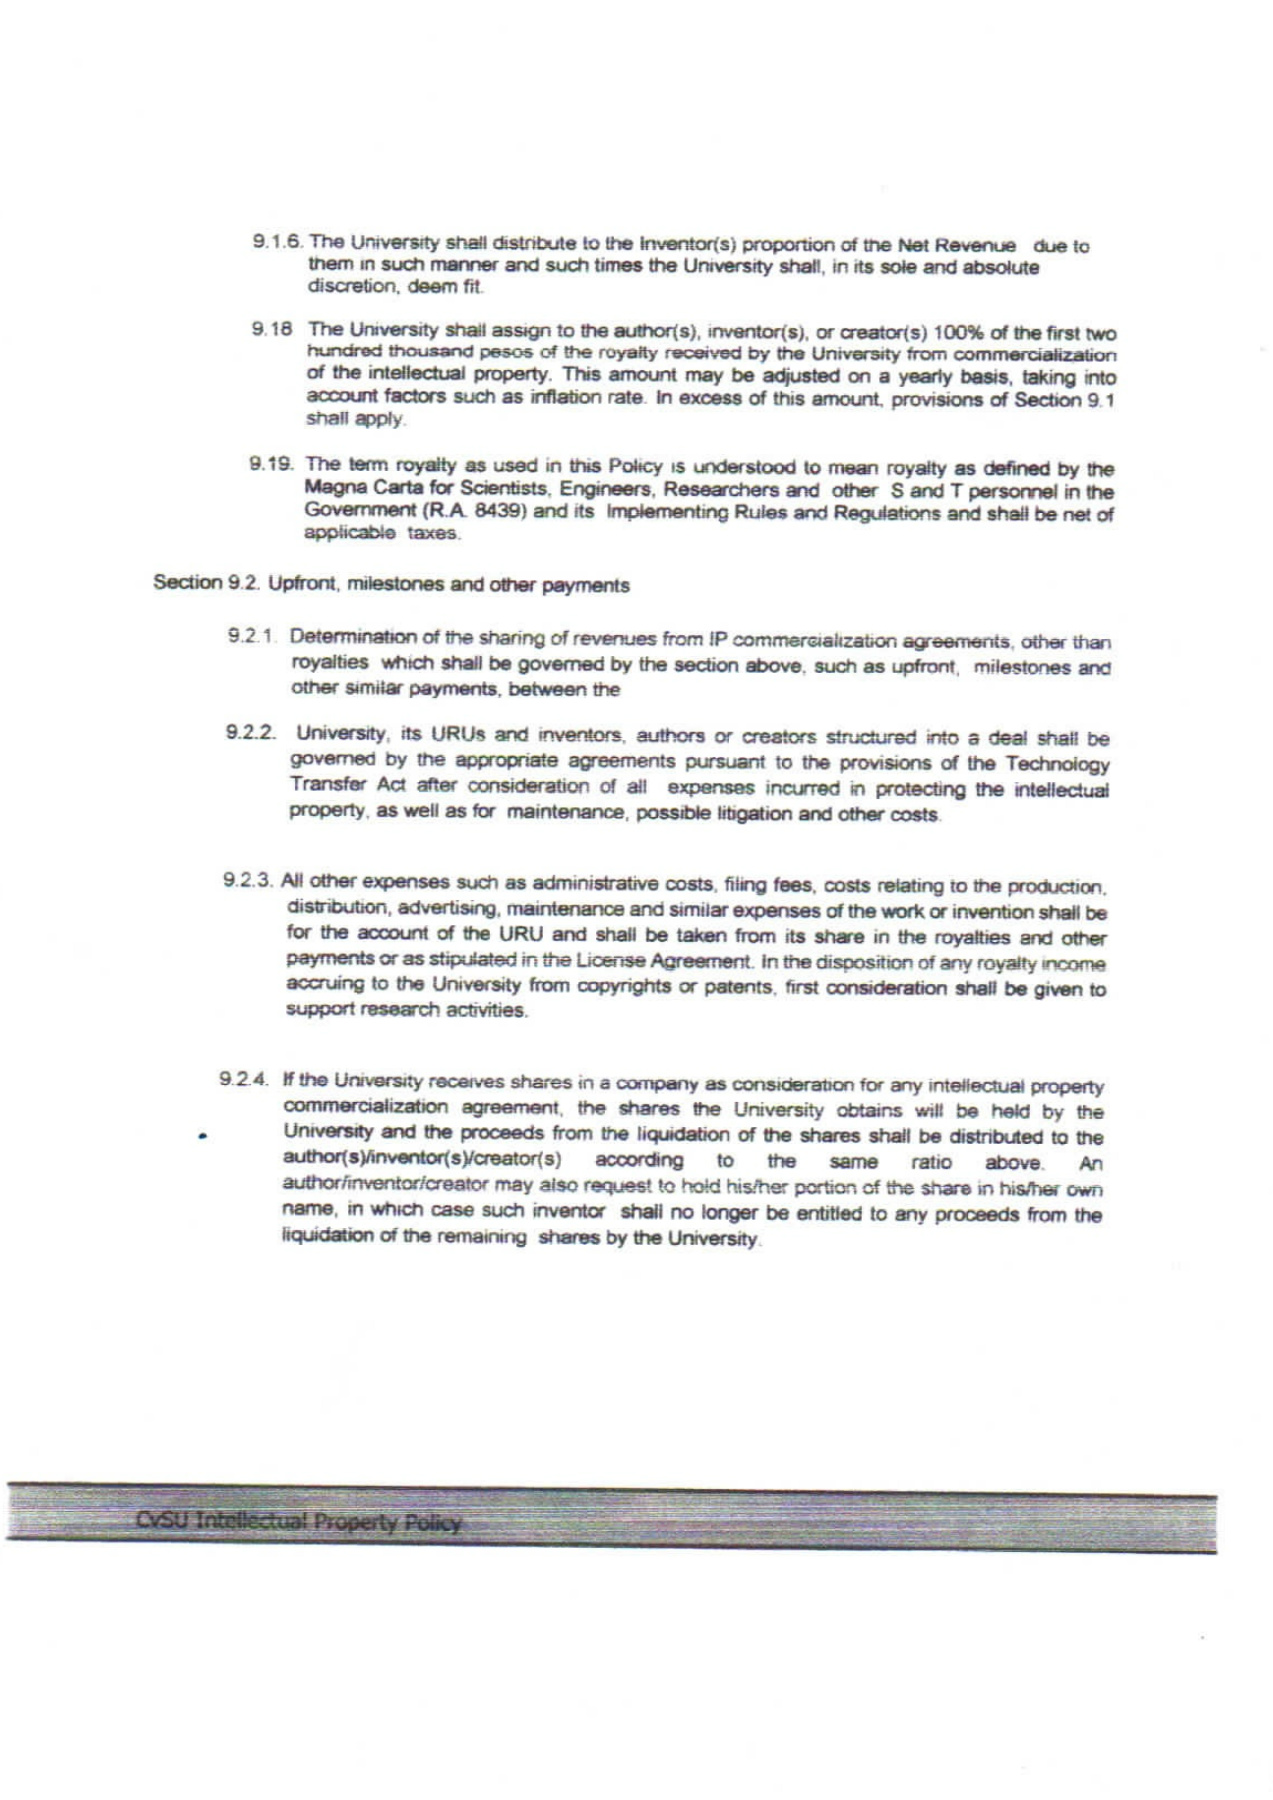 9.1.6. The University shall distribute to the Inventor(s) proportion of the Net Revenue due to
them in such manner and such times the University shall, in its sole and absolute
discretion, deem fit.
9.18 The University shall assign to the author(s), inventor(s), or creator(s) 100% of the first two
hundred thousand pesos of the royalty received by the University from commercialization
of the intellectual property. This amount may be adjusted on a yearly basis, taking into
account factors such as inflation rate. In excess of this amount, provisions of Section 9.1
shall apply.
9.19. The term royalty as used in this Policy is understood to mean royalty as defined by the
Magna Carta for Scientists, Engineers, Researchers and other S and T personnel in the
Government (R.A. 8439) and its Implementing Rules and Regulations and shall be net of
applicable taxes.
Section 9.2. Upfront, milestones and other payments
9.2.1. Determination of the sharing of revenues from IP commercialization agreements, other than
royalties which shall be governed by the section above, such as upfront, milestones and
other similar payments, between the
9.2.2. University, its URUs and inventors, authors or creators structured into a deal shall be
governed by the appropriate agreements pursuant to the provisions of the Technology
Transfer Act after consideration of all expenses incurred in protecting the intellectual
property, as well as for maintenance, possible litigation and other costs.
9.2.3. All other expenses such as administrative costs, filing fees, costs relating to the production,
distribution, advertising, maintenance and similar expenses of the work or invention shall be
for the account of the URU and shall be taken from its share in the royalties and other
payments or as stipulated in the License Agreement. In the disposition of any royalty income
accruing to the University from copyrights or patents, first consideration shall be given to
support research activities.
9.2.4. If the University receives shares in a company as consideration for any intellectual property
commercialization agreement, the shares the University obtains will be held by the
University and the proceeds from the liquidation of the shares shall be distributed to the
author(s)/inventor(s)/creator(s) according to the same ratio above. An
author/inventor/creator may also request to hold his/her portion of the share in his/her own
name, in which case such inventor shall no longer be entitled to any proceeds from the
liquidation of the remaining shares by the University.
CvSU Intellectual Property Policy